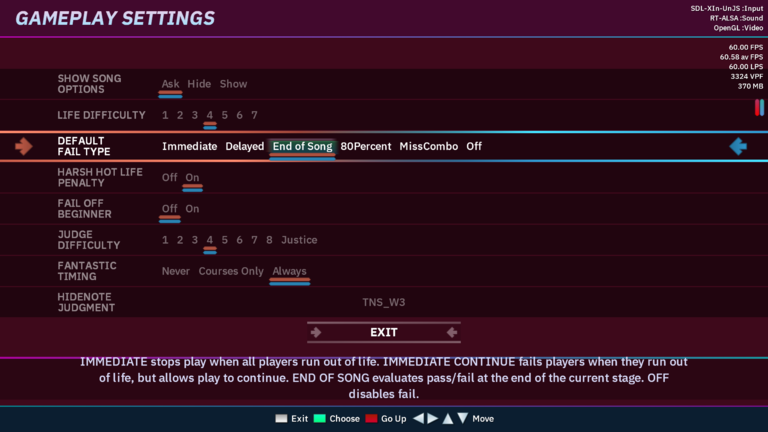 GAMEPLAY SETTINGS
SDL-XIn-UnJS :Input
RT-ALSA :Sound
OpenGL :Video
60.00 FPS
60.58 av FPS
60.00 LPS
3324 VPF
370 MB
SHOW SONG
OPTIONS
Ask Hide Show
LIFE DIFFICULTY
1 2 3 4 5 6 7
DEFAULT
FAIL TYPE
Immediate Delayed End of Song 80Percent MissCombo Off
HARSH HOT LIFE
PENALTY
Off On
FAIL OFF
BEGINNER
Off On
JUDGE
DIFFICULTY
1 2 3 4 5 6 7 8 Justice
FANTASTIC
TIMING
Never Courses Only Always
HIDENOTE
JUDGMENT
TNS_W3
EXIT
IMMEDIATE stops play when all players run out of life. IMMEDIATE CONTINUE fails players when they run out
of life, but allows play to continue. END OF SONG evaluates pass/fail at the end of the current stage. OFF
disables fail.
Exit Choose Go Up Move